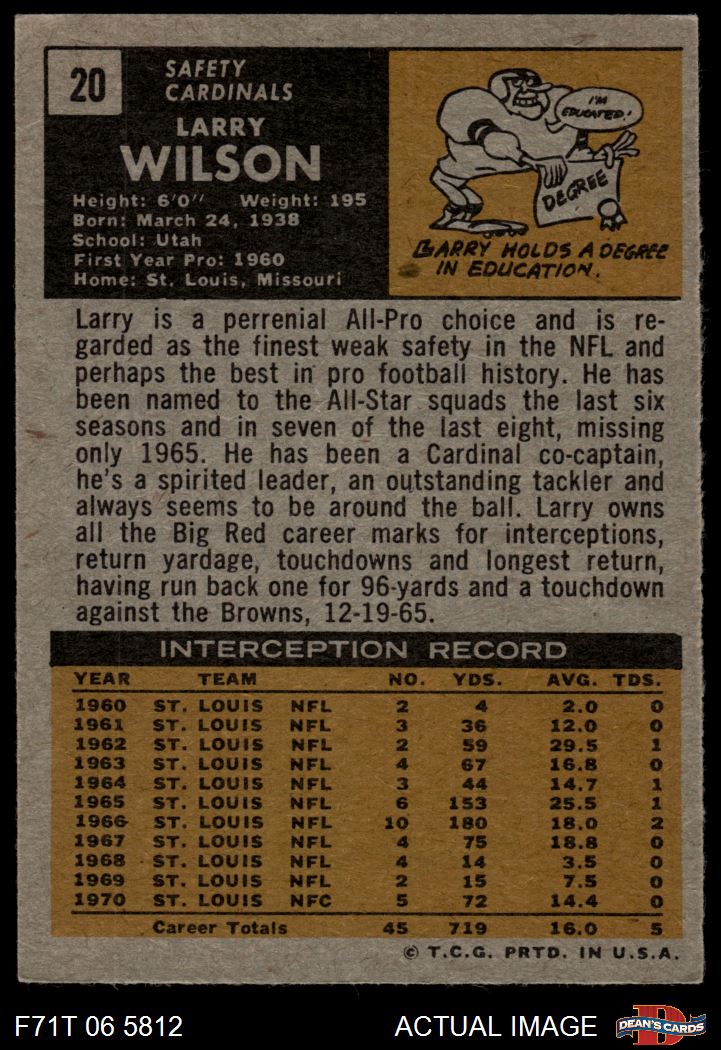 20
SAFETY
CARDINALS
LARRY
WILSON
Height: 6'0" Weight: 195
Born: March 24, 1938
School: Utah
First Year Pro: 1960
Home: St. Louis, Missouri
I'M
EDUCATED!
DEGREE
LARRY HOLDS A DEGREE
IN EDUCATION.
Larry is a perrenial All-Pro choice and is re-
garded as the finest weak safety in the NFL and
perhaps the best in pro football history. He has
been named to the All-Star squads the last six
seasons and in seven of the last eight, missing
only 1965. He has been a Cardinal co-captain,
he's a spirited leader, an outstanding tackler and
always seems to be around the ball. Larry owns
all the Big Red career marks for interceptions,
return yardage, touchdowns and longest return,
having run back one for 96-yards and a touchdown
against the Browns, 12-19-65.
INTERCEPTION RECORD
YEAR TEAM NO. YDS. AVG. TDS.
1960 ST. LOUIS NFL 2 4 2.0 0
1961 ST. LOUIS NFL 3 36 12.0 0
1962 ST. LOUIS NFL 2 59 29.5 1
1963 ST. LOUIS NFL 4 67 16.8 0
1964 ST. LOUIS NFL 3 44 14.7 1
1965 ST. LOUIS NFL 6 153 25.5 1
1966 ST. LOUIS NFL 10 180 18.0 2
1967 ST. LOUIS NFL 4 75 18.8 0
1968 ST. LOUIS NFL 4 14 3.5 0
1969 ST. LOUIS NFL 2 15 7.5 0
1970 ST. LOUIS NFC 5 72 14.4 0
Career Totals 45 719 16.0 5
© T.C.G. PRTD. IN U.S.A.
F71T 06 5812 ACTUAL IMAGE
D
DEAN'S CARDS